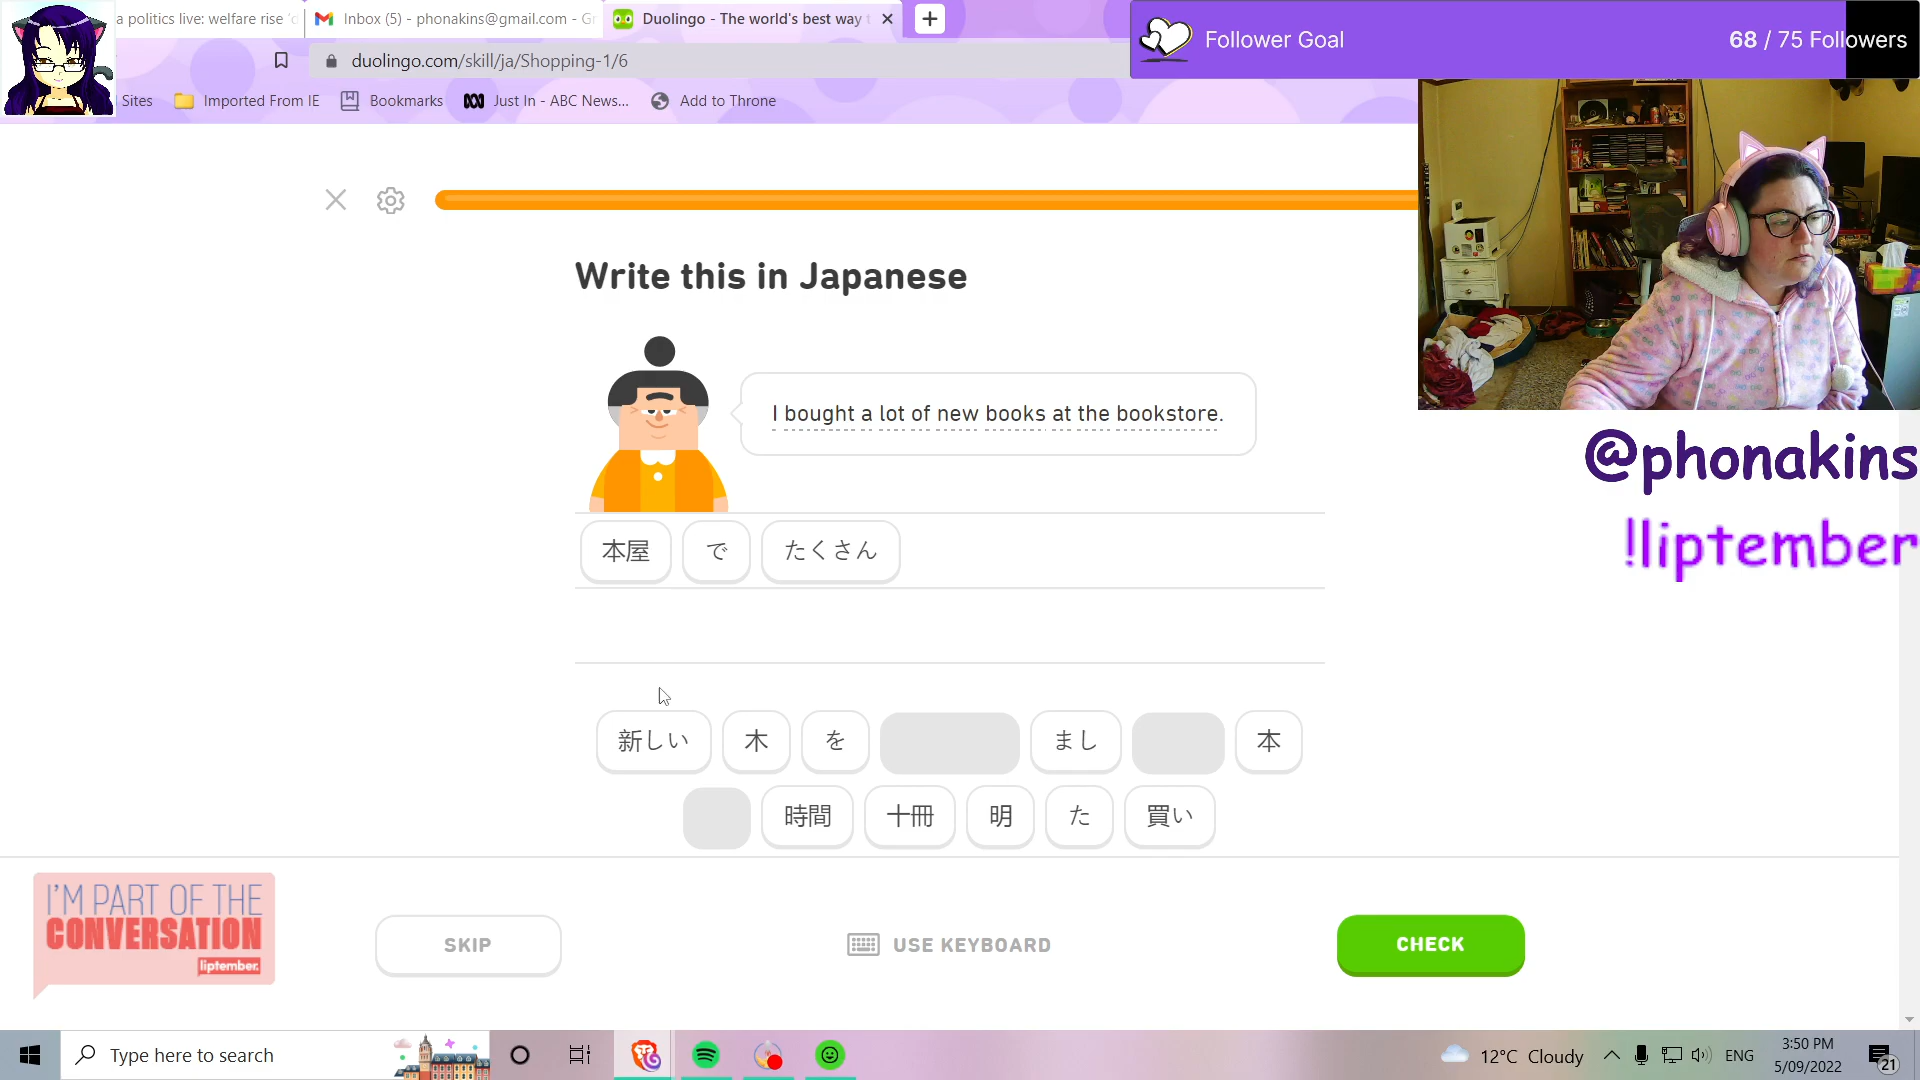 a politics live: welfare rise 'd
Inbox (5) - phonakins@gmail.com - Gr
Duolingo - The world's best way t
Follower Goal
68 / 75 Followers
duolingo.com/skill/ja/Shopping-1/6
Sites
Imported From IE
Bookmarks
Just In - ABC News...
Add to Throne
Write this in Japanese
I bought a lot of new books at the bookstore.
@phonakins
!liptember
本屋 で たくさん
新しい 木 を まし 本
時間 十冊 明 た 買い
I'M PART OF THE
CONVERSATION
liptember.
SKIP
USE KEYBOARD
CHECK
Type here to search
12°C Cloudy
ENG
3:50 PM
5/09/2022
21